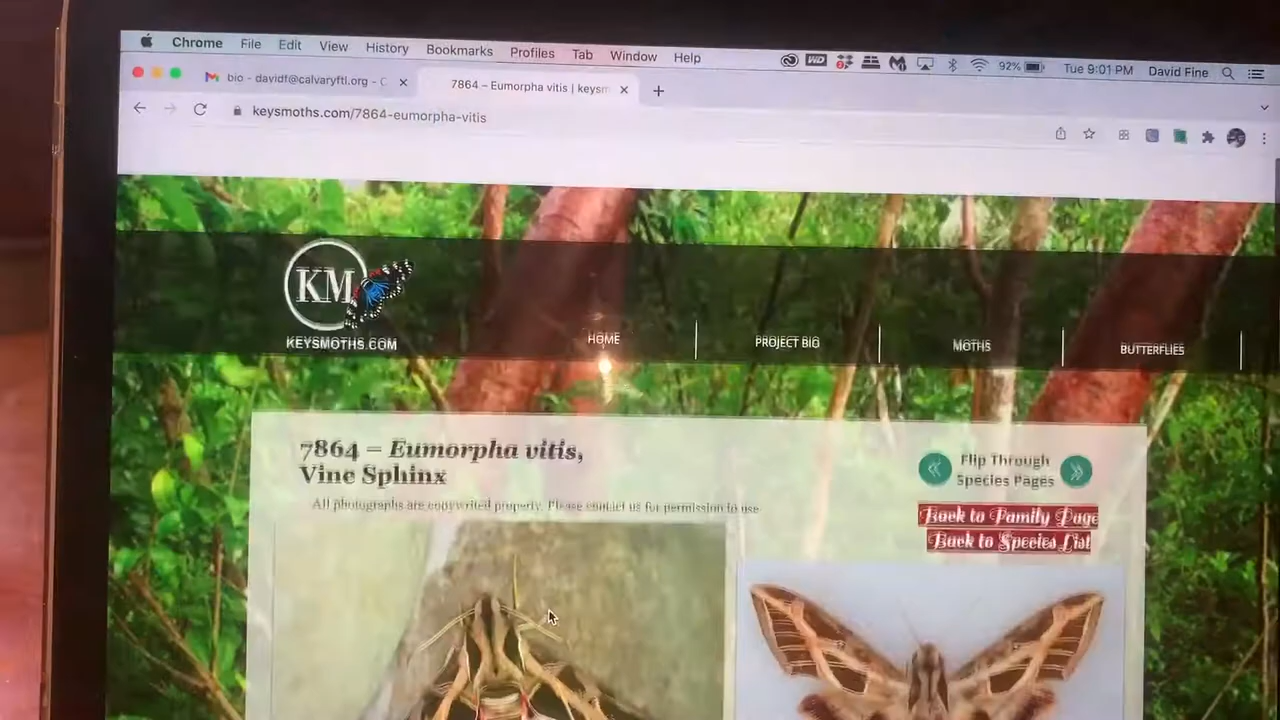 Chrome File Edit View History Bookmarks Profiles Tab Window Help WD 92% Tue 9:01 PM David Fine
bio - davidf@calvaryftl.org - C
7864 – Eumorpha vitis | keysm
keysmoths.com/7864-eumorpha-vitis
KM
KEYSMOTHS.COM
HOME
PROJECT BIO
MOTHS
BUTTERFLIES
7864 – Eumorpha vitis,
Vine Sphinx
All photographs are copywrited property. Please contact us for permission to use
Flip Through
Species Pages
Back to Family Page
Back to Species List